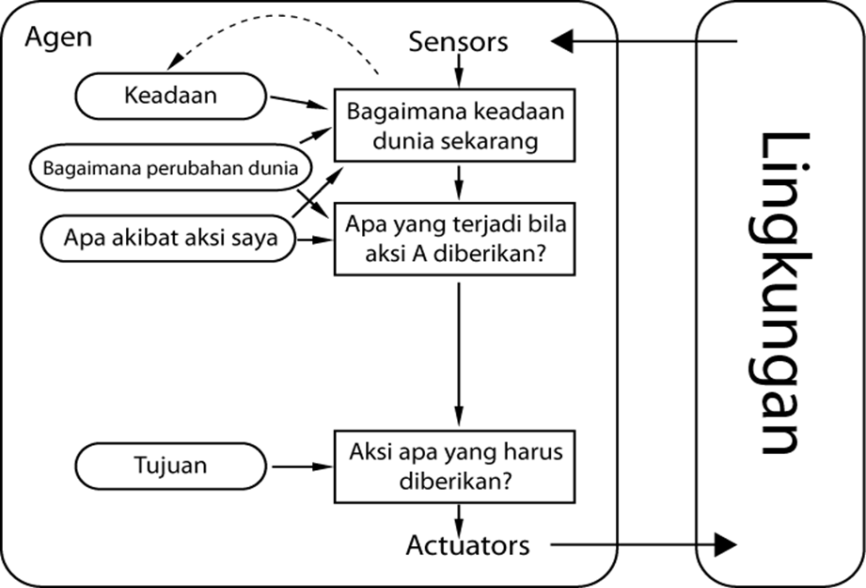 Agen
Sensors
Keadaan
Bagaimana keadaan
dunia sekarang
Bagaimana perubahan dunia
Apa akibat aksi saya
Apa yang terjadi bila
aksi A diberikan?
Tujuan
Aksi apa yang harus
diberikan?
Actuators
Lingkungan